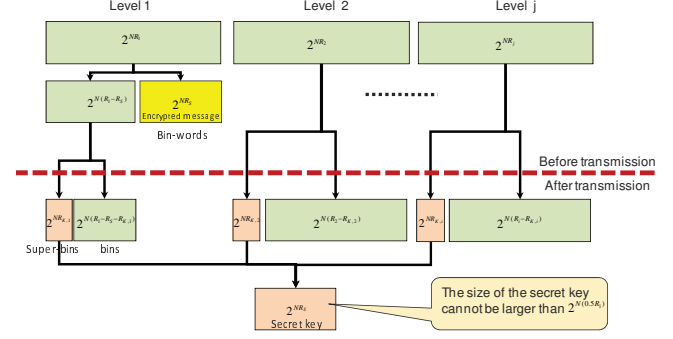 Level 1 Level 2 Level j
2^{NR_1} 2^{NR_2} 2^{NR_j}
2^{N(R_1-R_S)} 2^{NR_S}
Encrypted message
Bin-words
Before transmission
After transmission
2^{NR_{K,1}} 2^{N(R_1-R_S-R_{K,1})} 2^{NR_{K,2}} 2^{N(R_2-R_{K,2})} 2^{NR_{K,i}} 2^{N(R_i-R_{K,i})}
Super-bins bins
The size of the secret key
cannot be larger than 2^{N(0.5R_s)}
2^{NR_S}
Secret key